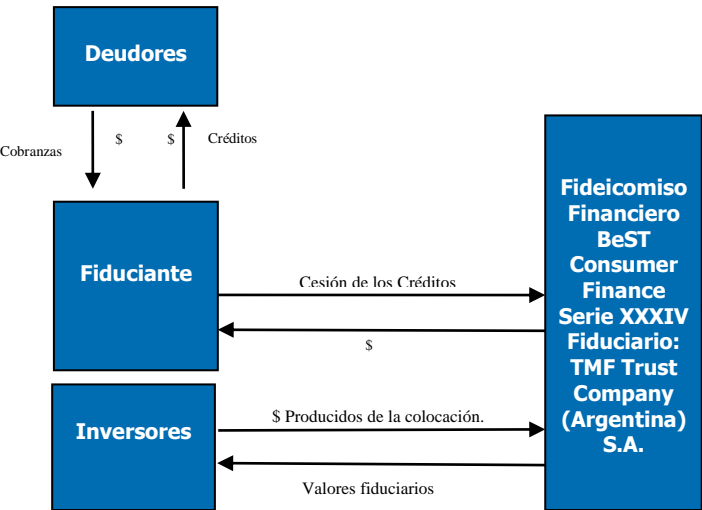 Deudores
Cobranzas
$
$
Créditos
Fiduciante
Cesión de los Créditos
$
Inversores
$ Producidos de la colocación.
Valores fiduciarios
Fideicomiso
Financiero
BeST
Consumer
Finance
Serie XXXIV
Fiduciario:
TMF Trust
Company
(Argentina)
S.A.